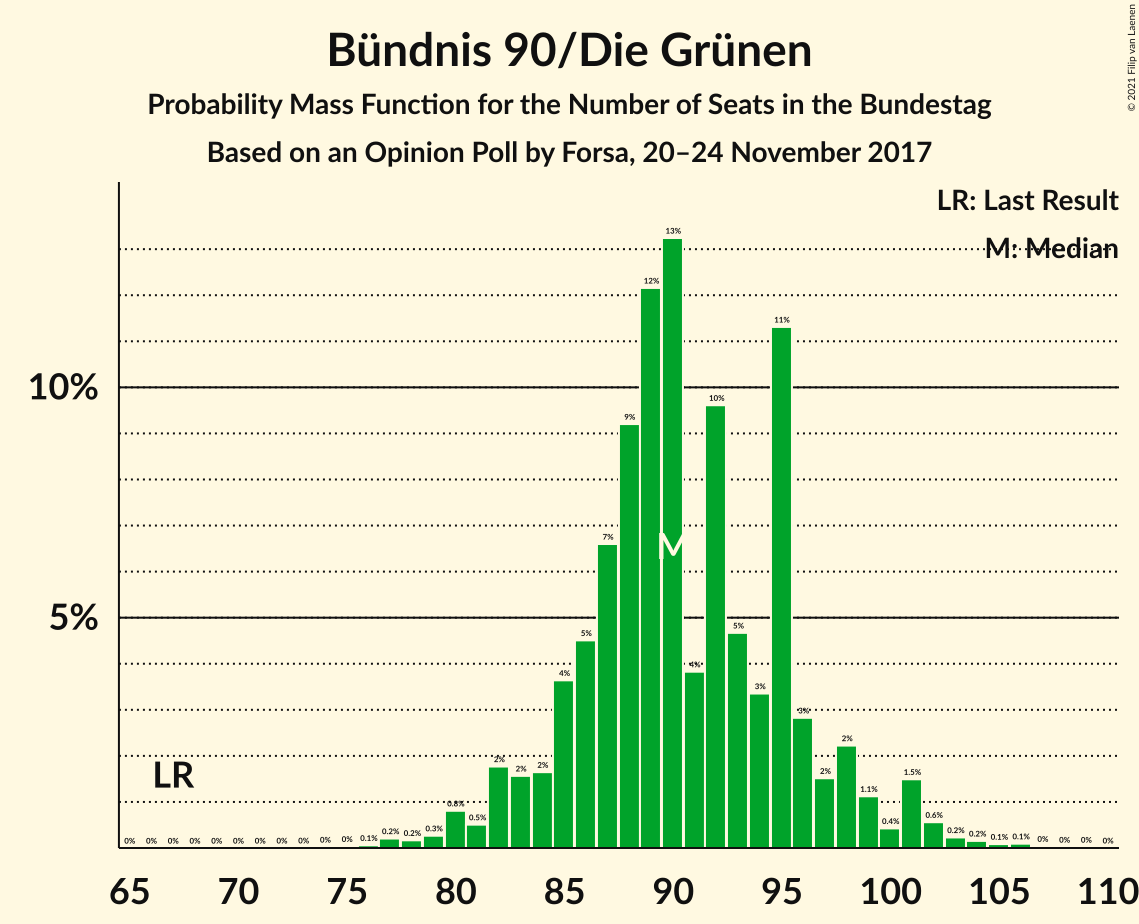 Bündnis 90/Die Grünen
Probability Mass Function for the Number of Seats in the Bundestag
Based on an Opinion Poll by Forsa, 20–24 November 2017
© 2021 Filip van Laenen
LR: Last Result
M: Median
10%
5%
LR
M
0% 0% 0% 0% 0% 0% 0% 0% 0% 0% 0% 0.1% 0.2% 0.2% 0.3% 0.8% 0.5% 2% 2% 2% 4% 5% 7% 9% 12% 13% 4% 10% 5% 3% 11% 3% 2% 2% 1.1% 0.4% 1.5% 0.6% 0.2% 0.2% 0.1% 0.1% 0% 0% 0% 0%
65 70 75 80 85 90 95 100 105 110